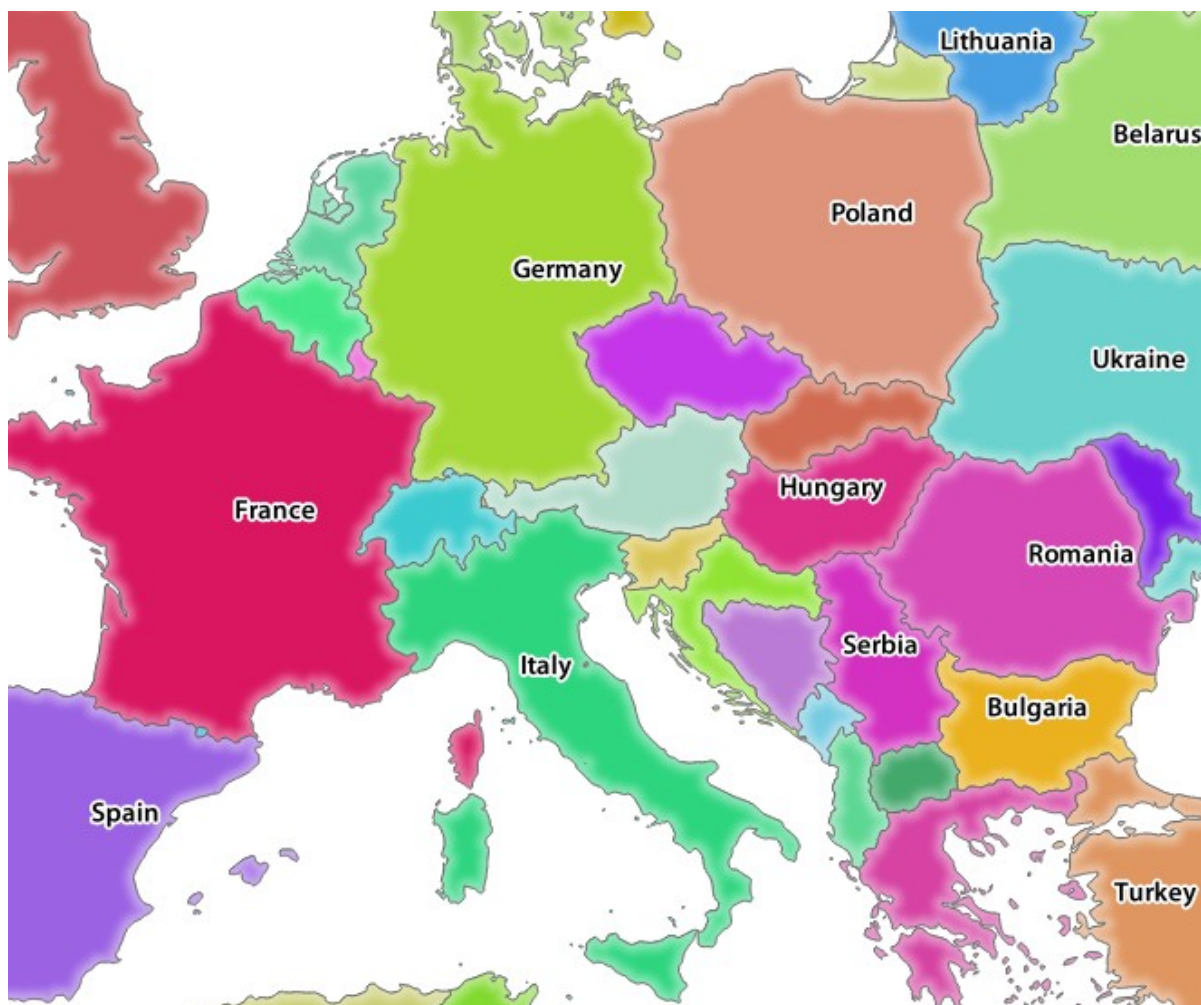 Lithuania
Belarus
Poland
Germany
Ukraine
Hungary
France
Romania
Serbia
Italy
Bulgaria
Spain
Turkey